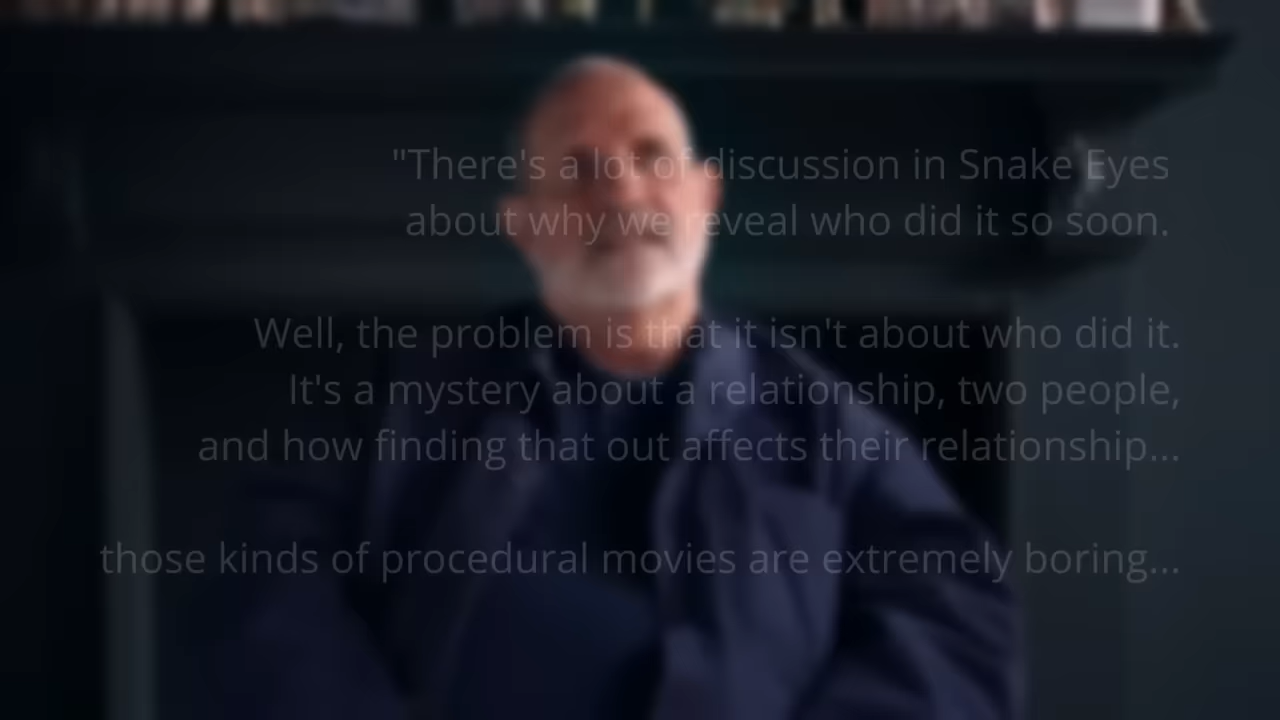 "There's a lot of discussion in Snake Eyes
about why we reveal who did it so soon.
Well, the problem is that it isn't about who did it.
It's a mystery about a relationship, two people,
and how finding that out affects their relationship...
those kinds of procedural movies are extremely boring...